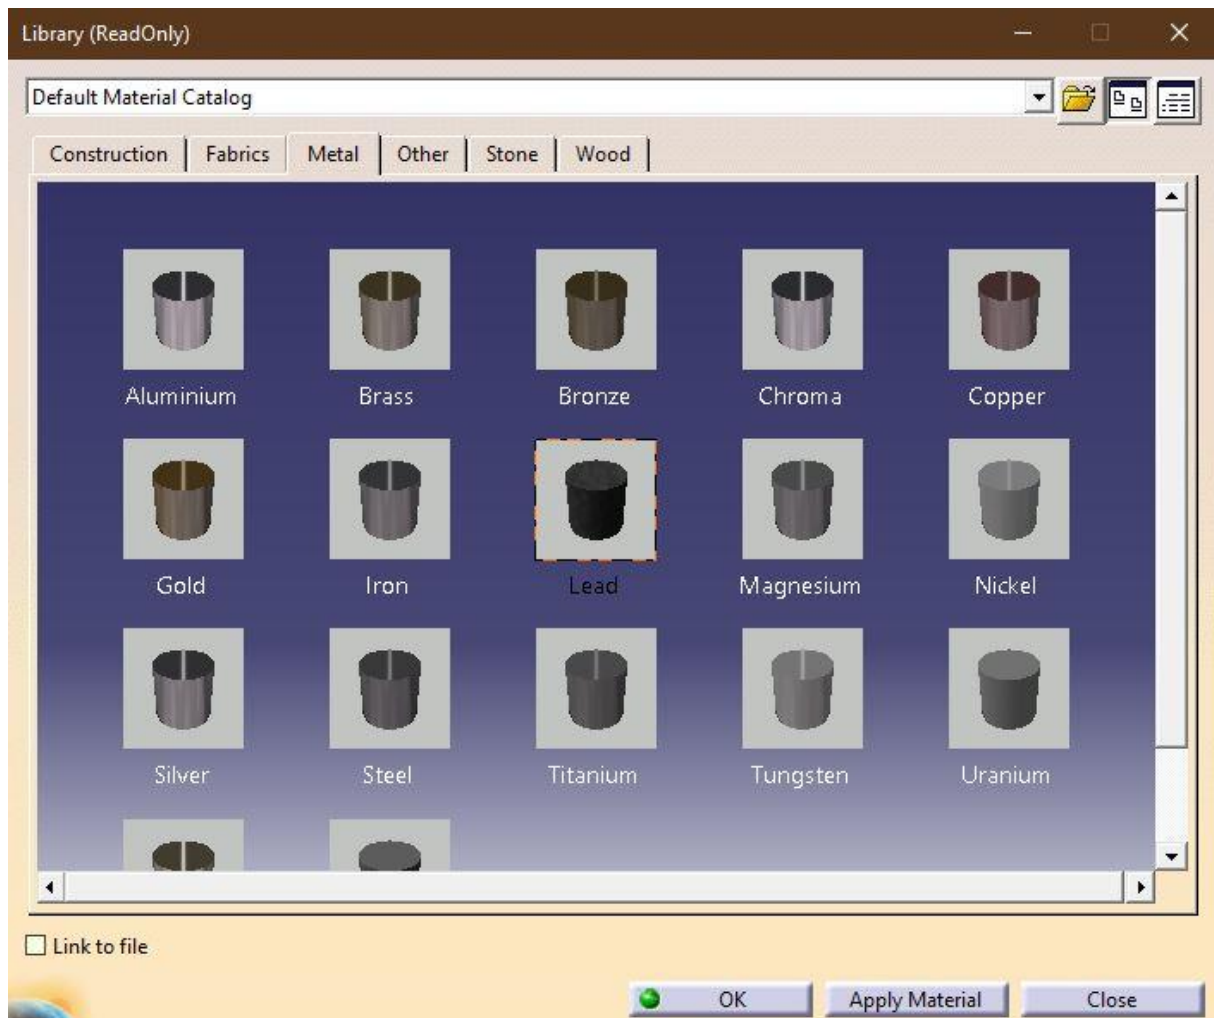 Library (ReadOnly)
Default Material Catalog
Construction Fabrics Metal Other Stone Wood
Aluminium Brass Bronze Chroma Copper
Gold Iron Lead Magnesium Nickel
Silver Steel Titanium Tungsten Uranium
Link to file
OK Apply Material Close